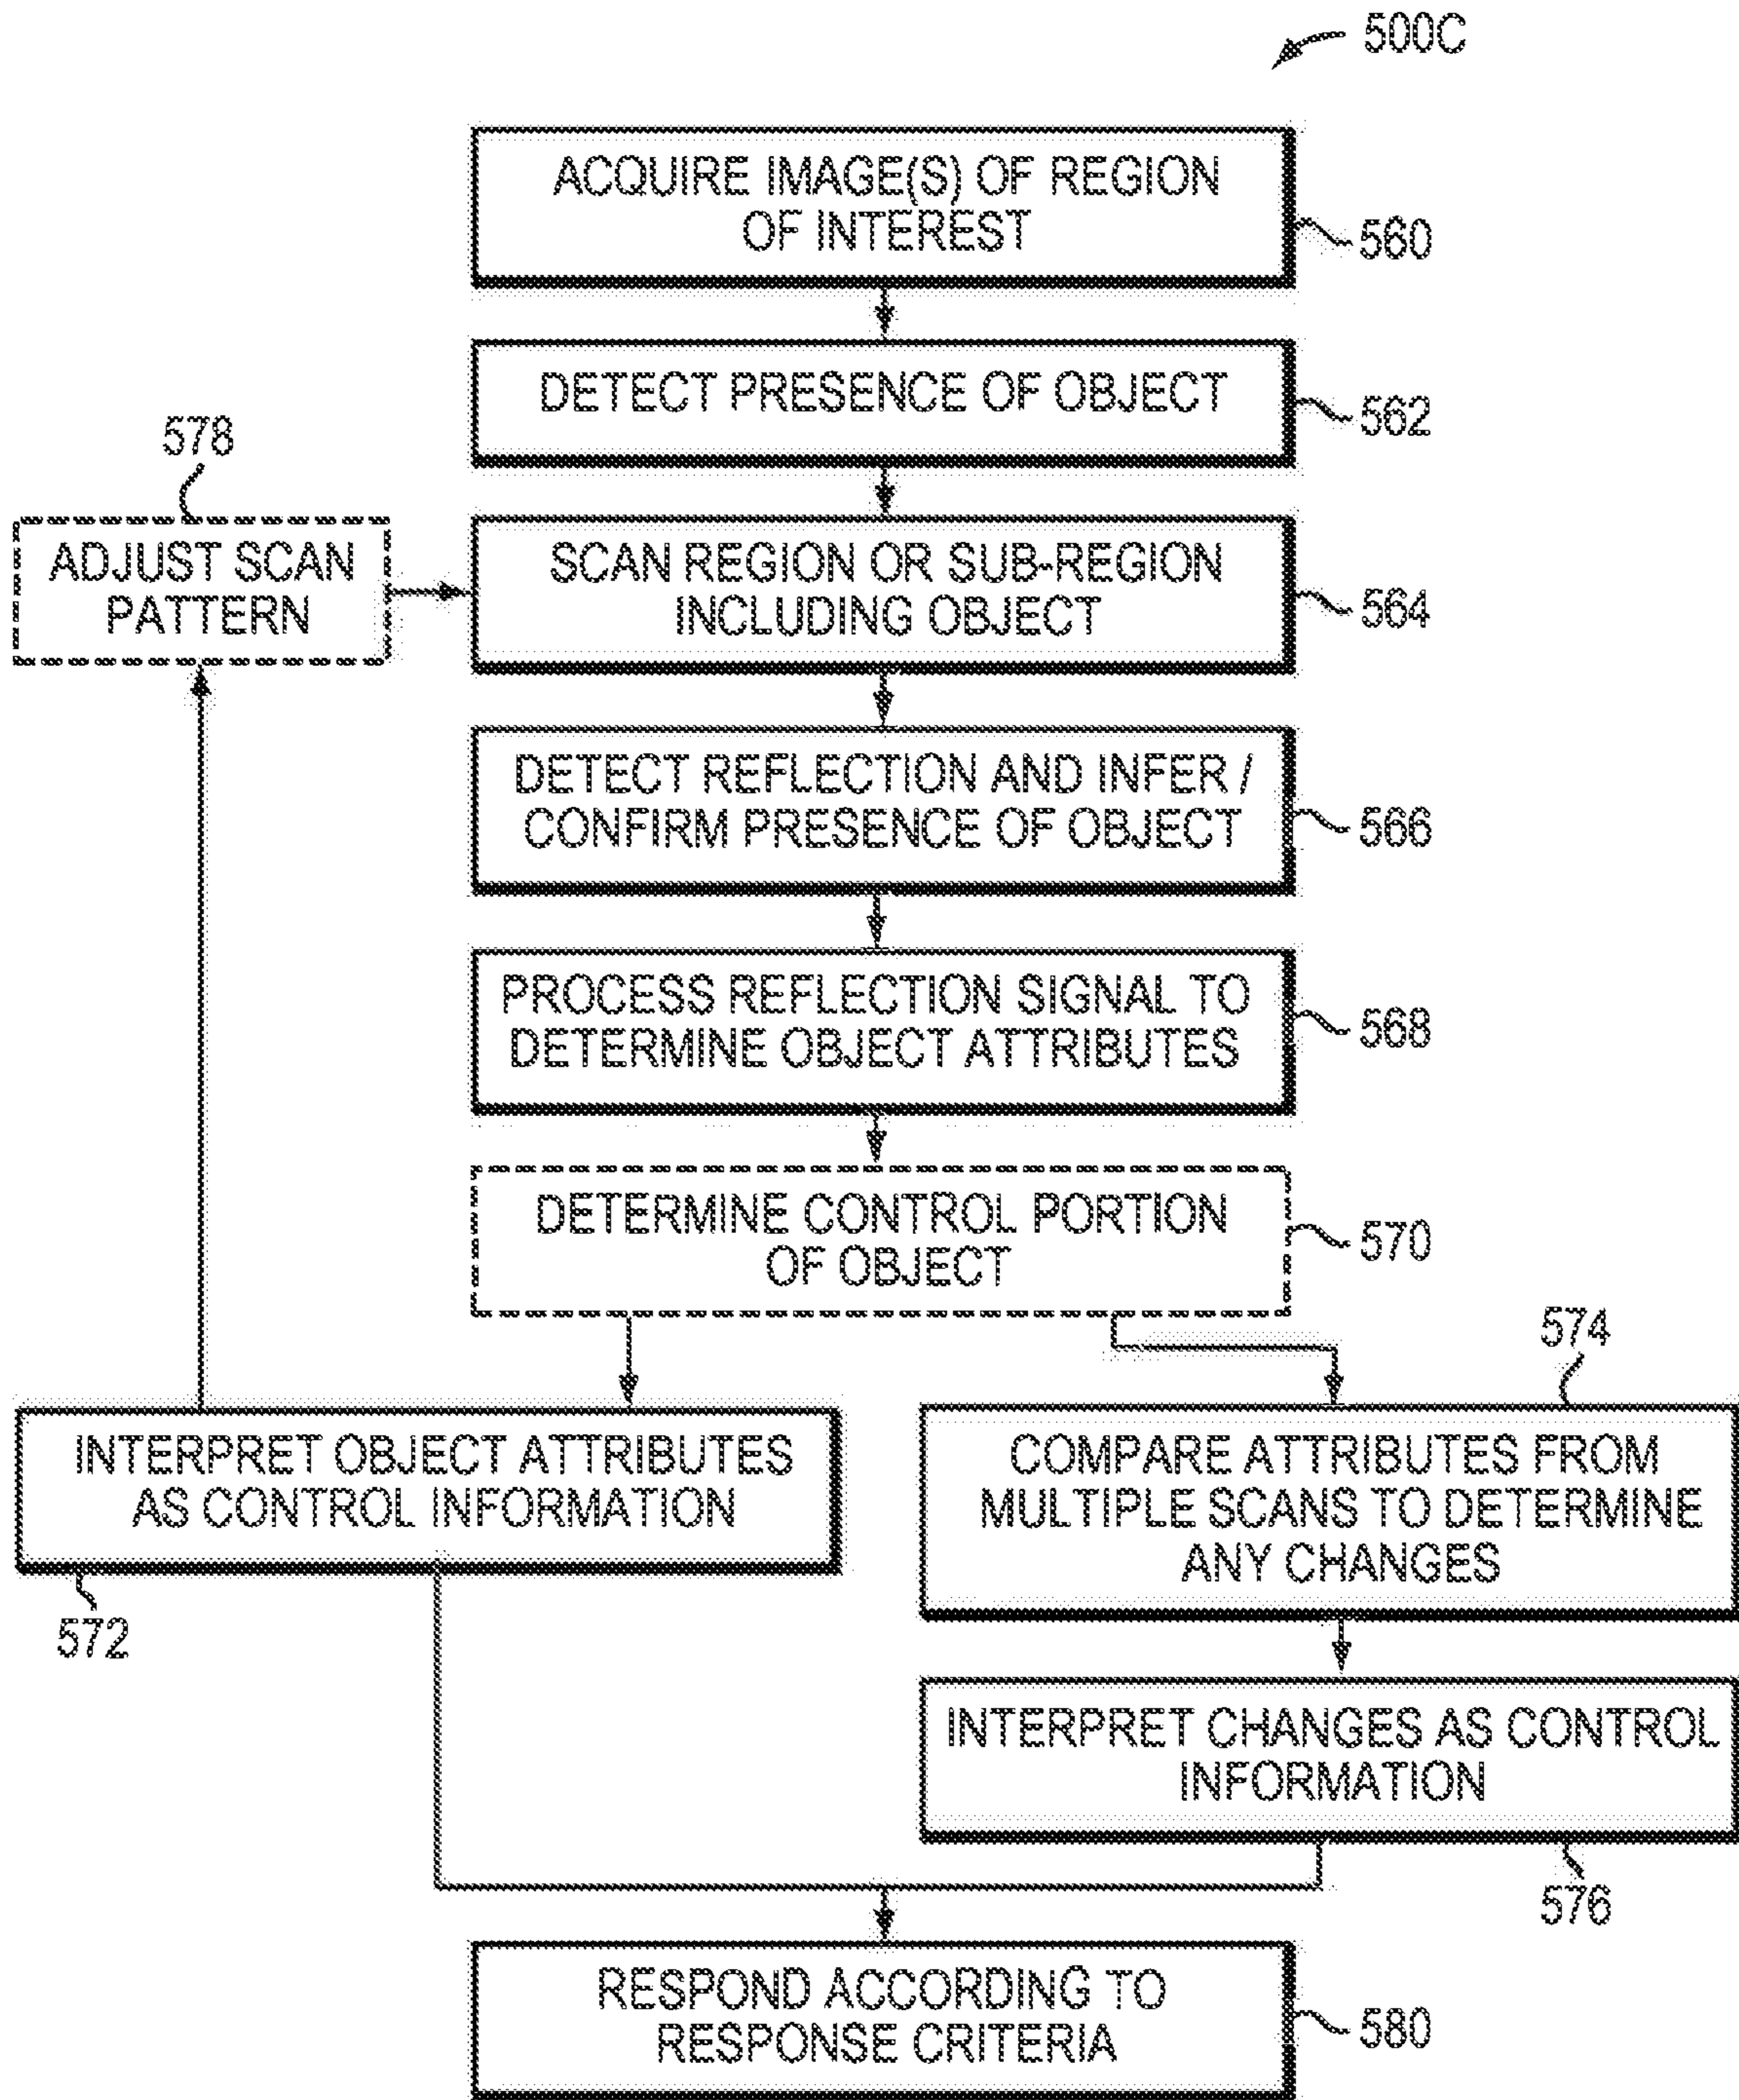 500C
ACQUIRE IMAGE(S) OF REGION
OF INTEREST
560
DETECT PRESENCE OF OBJECT
562
578
ADJUST SCAN
PATTERN
SCAN REGION OR SUB-REGION
INCLUDING OBJECT
564
DETECT REFLECTION AND INFER /
CONFIRM PRESENCE OF OBJECT
566
PROCESS REFLECTION SIGNAL TO
DETERMINE OBJECT ATTRIBUTES
568
DETERMINE CONTROL PORTION
OF OBJECT
570
574
INTERPRET OBJECT ATTRIBUTES
AS CONTROL INFORMATION
572
COMPARE ATTRIBUTES FROM
MULTIPLE SCANS TO DETERMINE
ANY CHANGES
INTERPRET CHANGES AS CONTROL
INFORMATION
576
RESPOND ACCORDING TO
RESPONSE CRITERIA
580